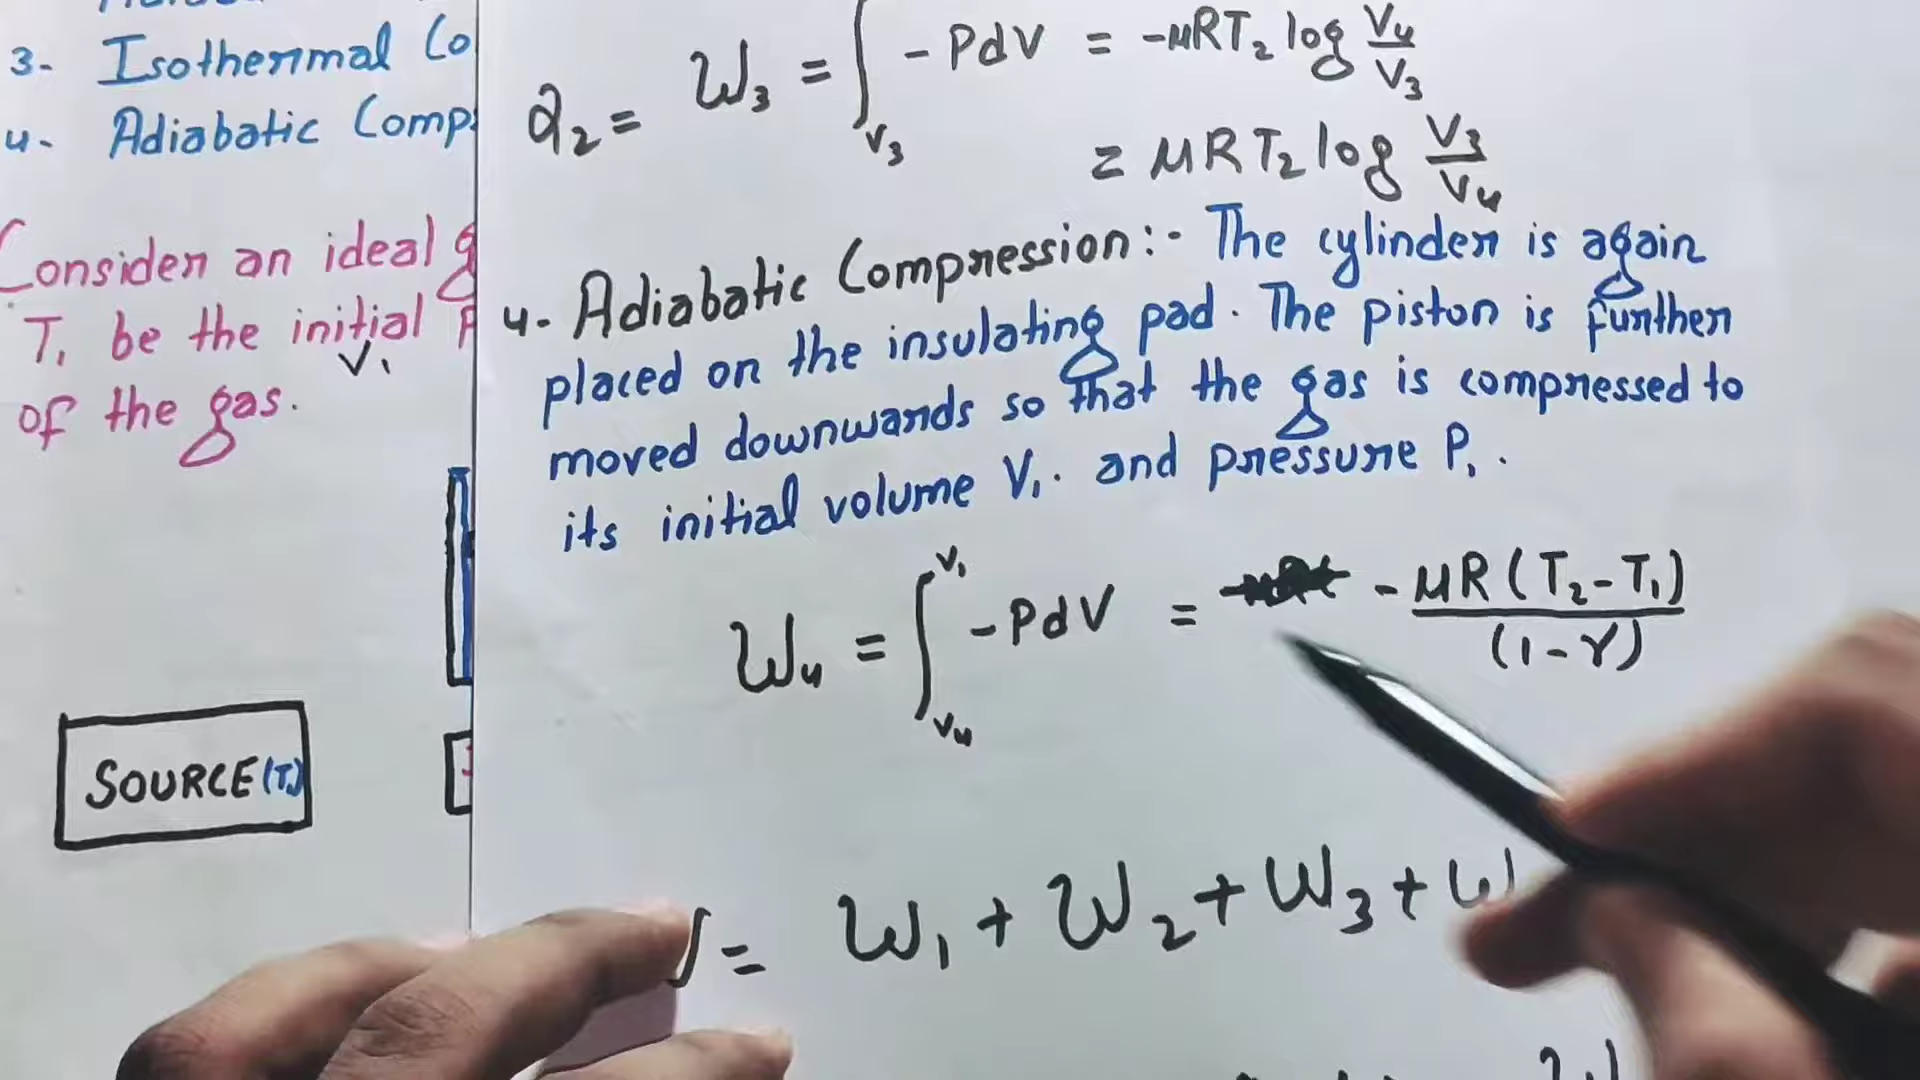 3- Isothermal Co
4- Adiabatic Comp
Consider an ideal g
T₁ be the initial P
V₁
of the gas.
SOURCE(T₁)
Q₂ = W₃ = ∫ - PdV = -μRT₂ log V₄/V₃
V₃
= μRT₂ log V₃/V₄
4- Adiabatic Compression:- The cylinder is again
placed on the insulating pad. The piston is further
moved downwards so that the gas is compressed to
its initial volume V₁. and pressure P₁.
V₁
W₄ = ∫ - PdV = - μR(T₂-T₁)/(1-γ)
V₄
= W₁ + W₂ + W₃ + W